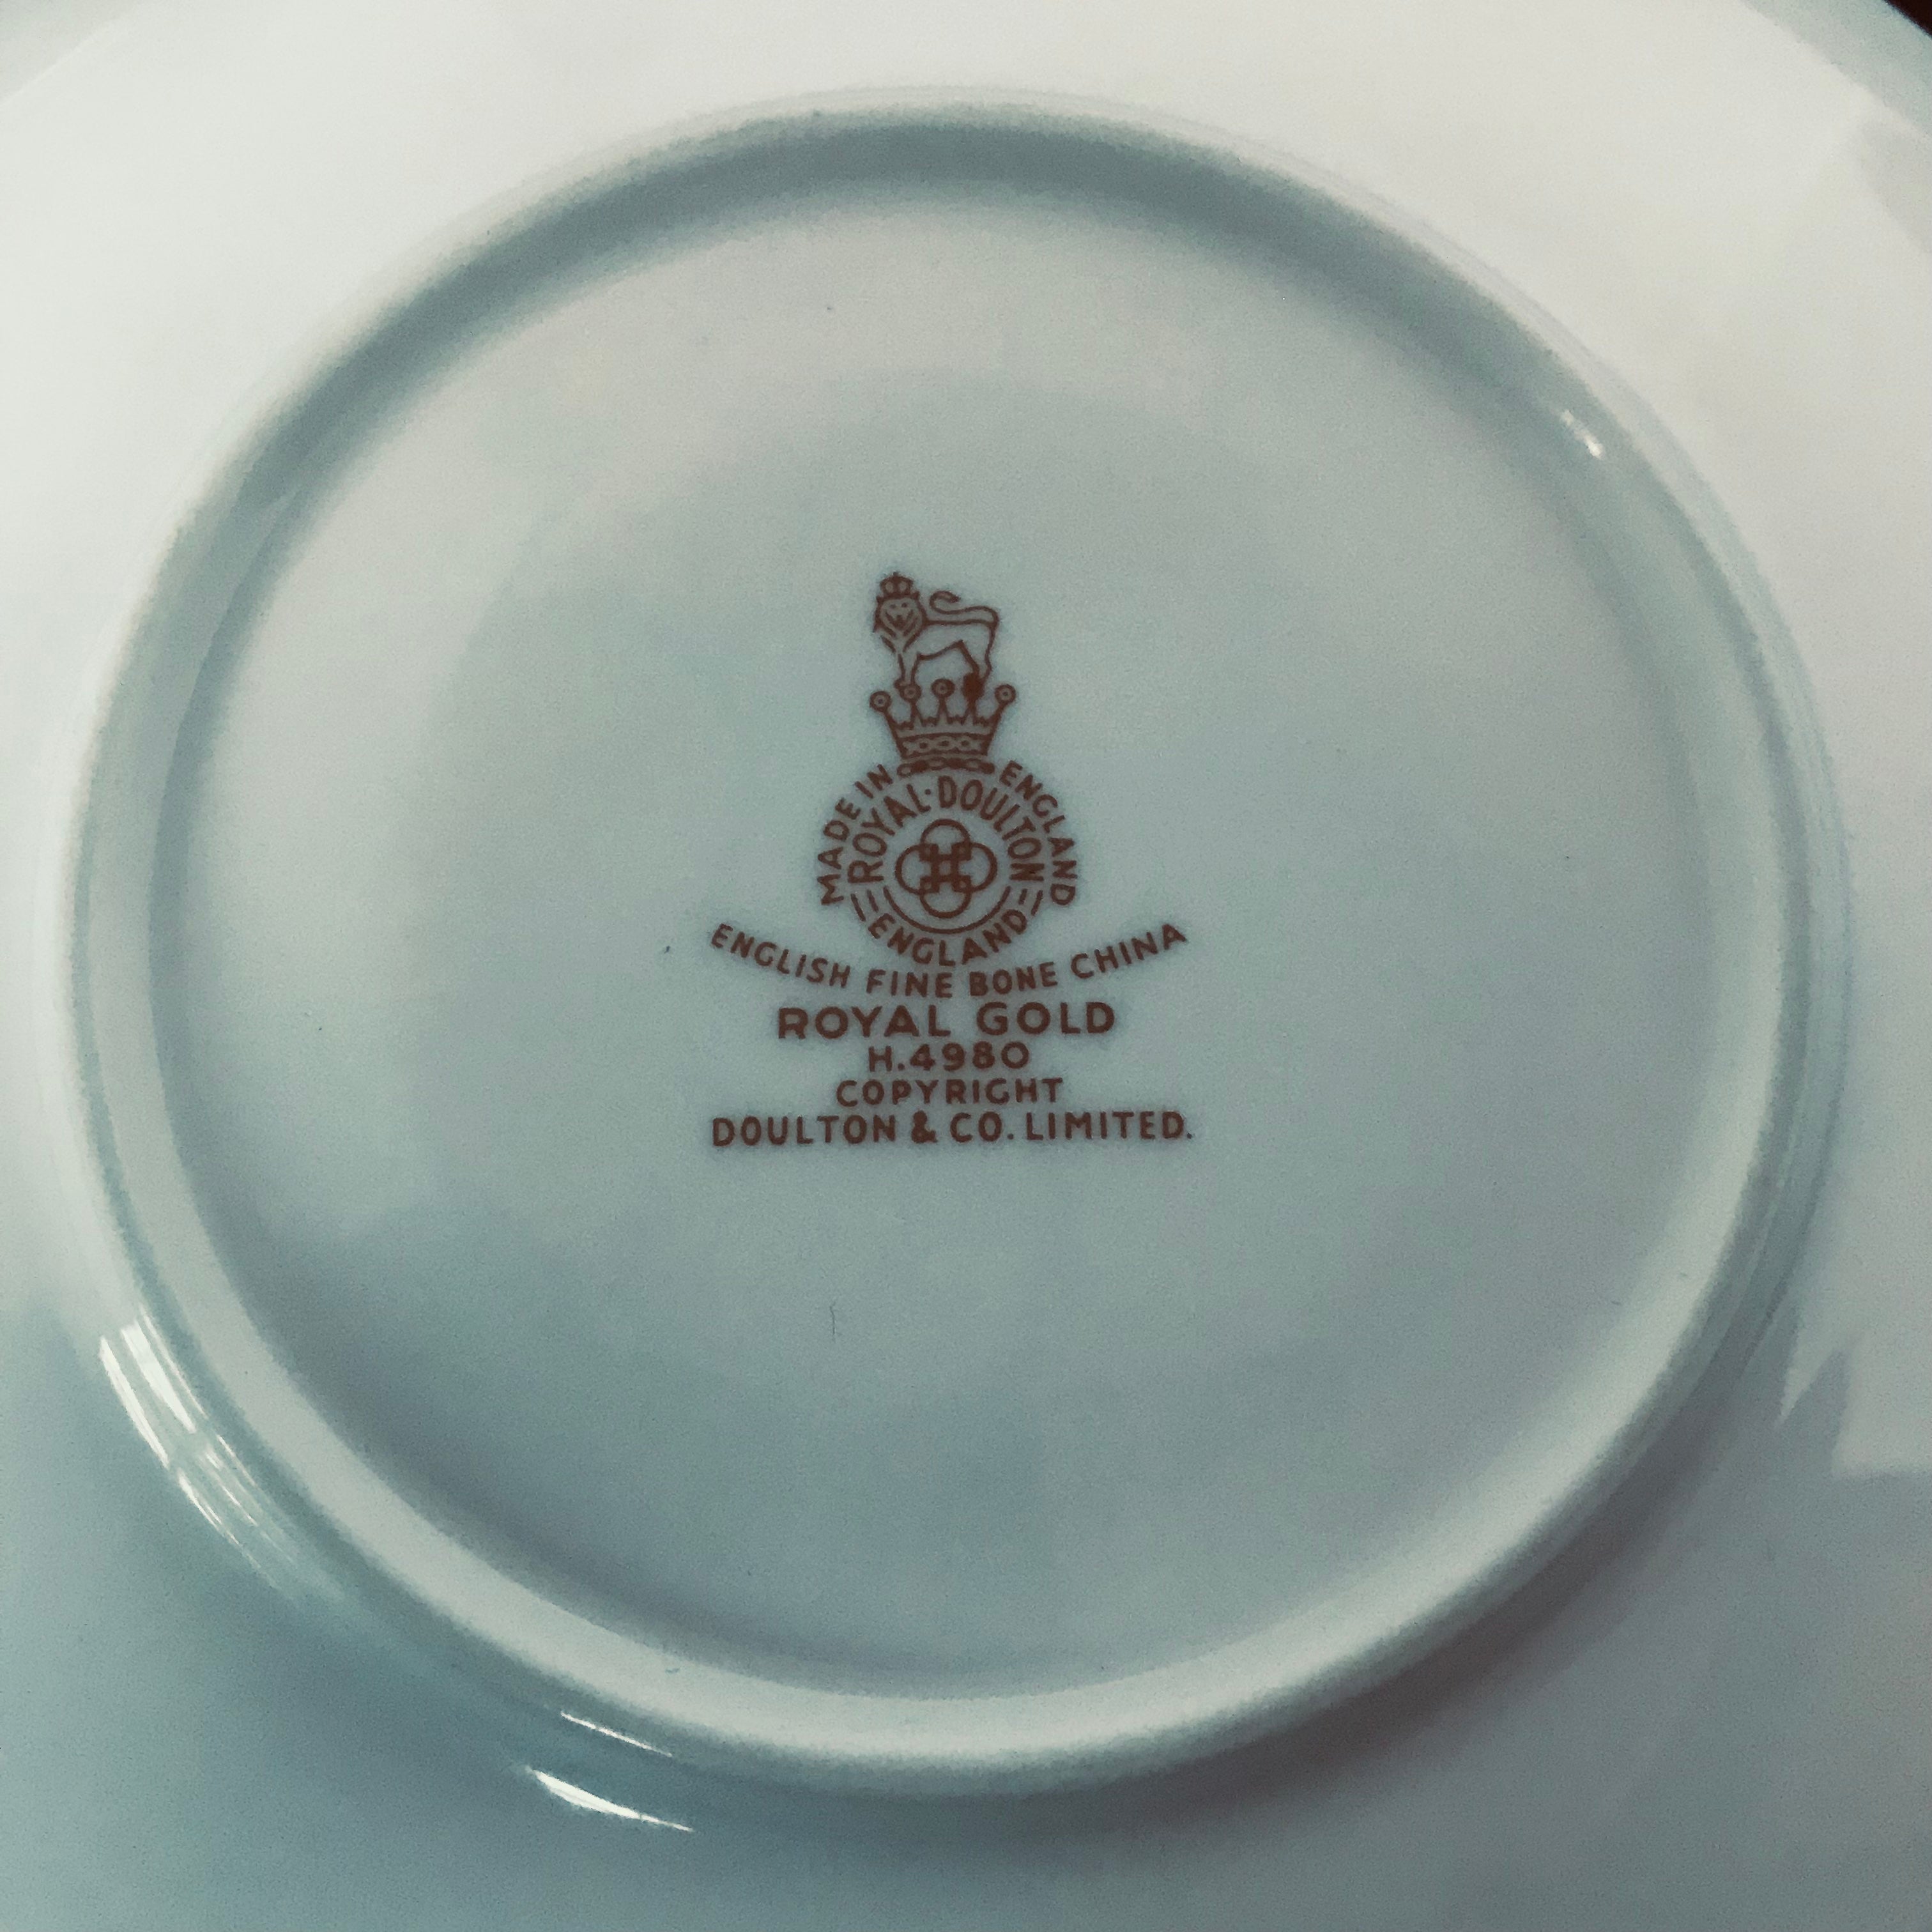 MADE IN ENGLAND
ROYAL·DOULTON
ENGLAND
ENGLISH FINE BONE CHINA
ROYAL GOLD
H.4980
COPYRIGHT
DOULTON & CO. LIMITED.